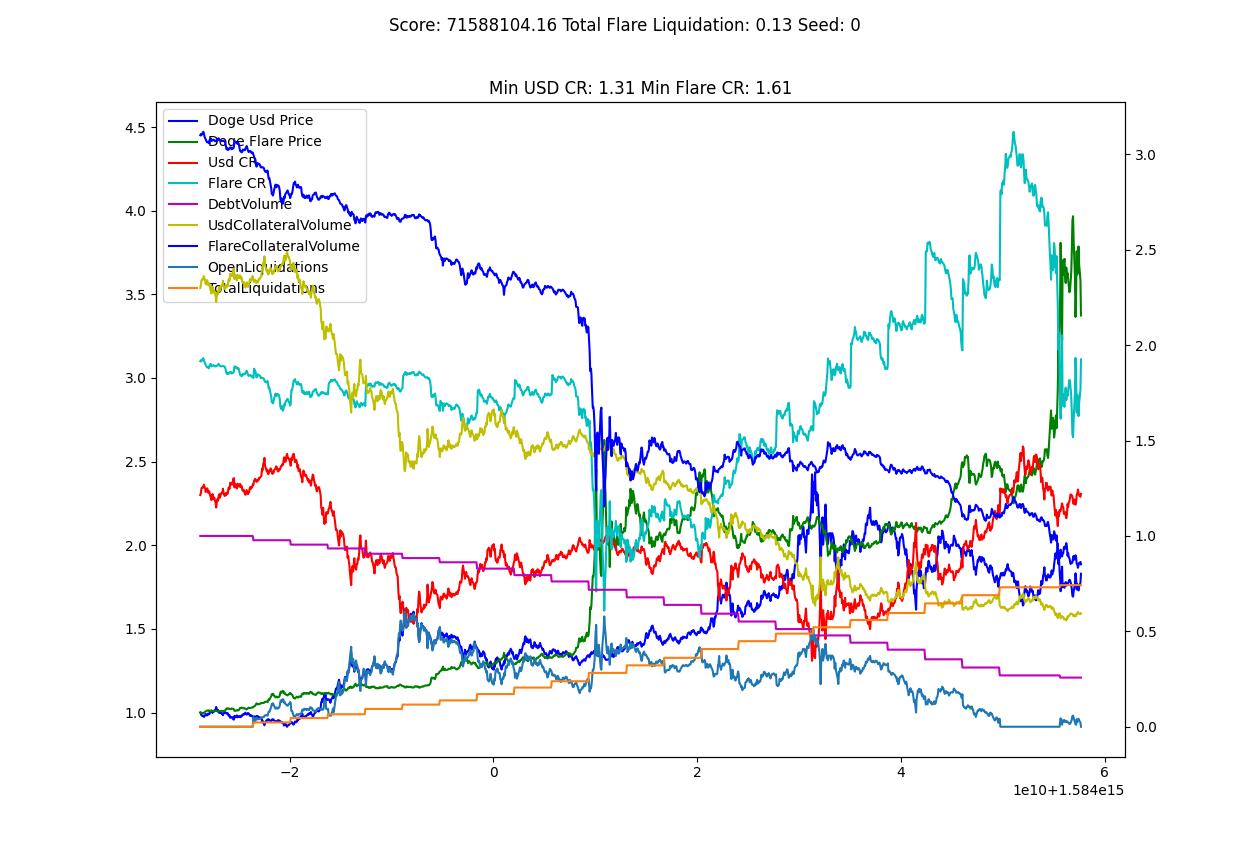 Score: 71588104.16 Total Flare Liquidation: 0.13 Seed: 0
Min USD CR: 1.31 Min Flare CR: 1.61
Doge Usd Price
Doge Flare Price
Usd CR
Flare CR
DebtVolume
UsdCollateralVolume
FlareCollateralVolume
OpenLiquidations
TotalLiquidations
4.5
4.0
3.5
3.0
2.5
2.0
1.5
1.0
3.0
2.5
2.0
1.5
1.0
0.5
0.0
−2 0 2 4 6
1e10+1.584e15